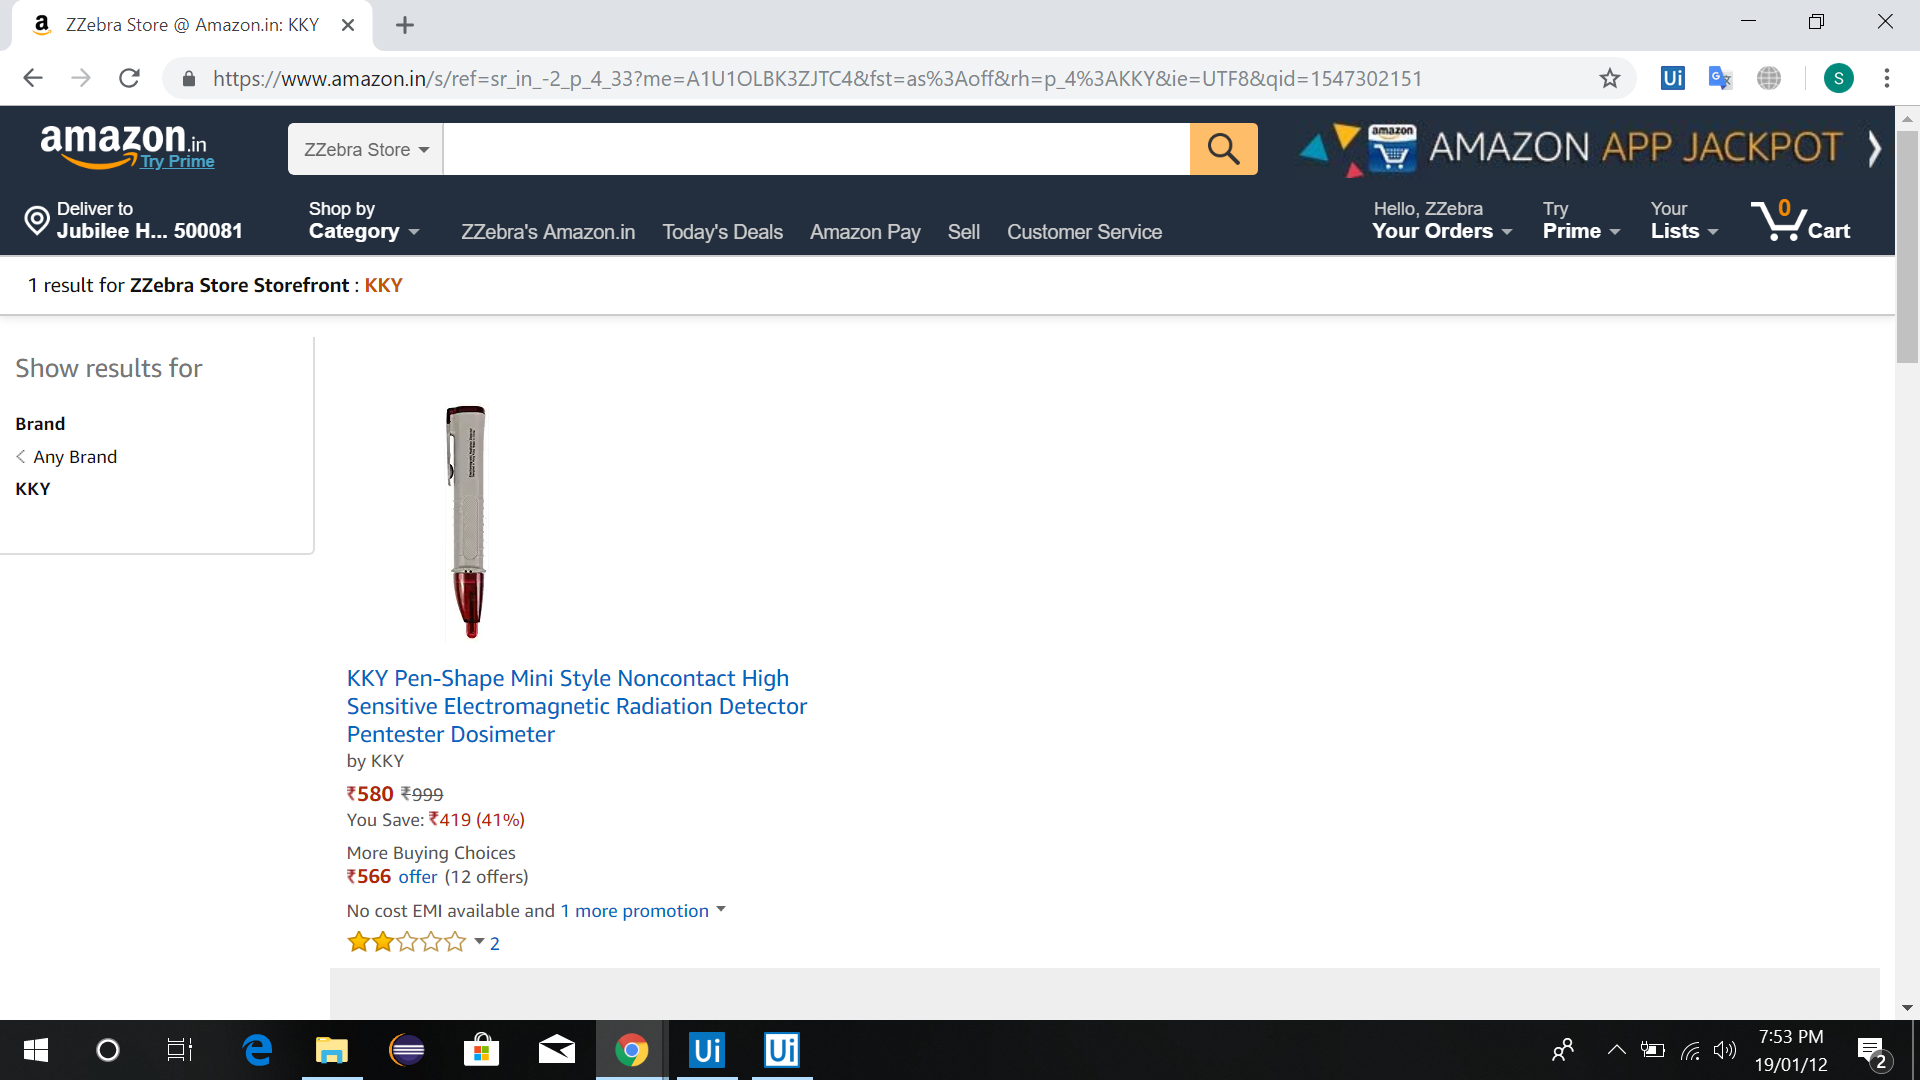 ZZebra Store @ Amazon.in: KKY
https://www.amazon.in/s/ref=sr_in_-2_p_4_33?me=A1U1OLBK3ZJTC4&fst=as%3Aoff&rh=p_4%3AKKY&ie=UTF8&qid=1547302151
Ui
S
amazon.in
Try Prime
ZZebra Store
amazon
AMAZON APP JACKPOT
Deliver to
Jubilee H... 500081
Shop by
Category
ZZebra's Amazon.in
Today's Deals
Amazon Pay
Sell
Customer Service
Hello, ZZebra
Your Orders
Try
Prime
Your
Lists
0
Cart
1 result for ZZebra Store Storefront : KKY
Show results for
Brand
Any Brand
KKY
KKY Pen-Shape Mini Style Noncontact High
Sensitive Electromagnetic Radiation Detector
Pentester Dosimeter
by KKY
₹580 ₹999
You Save: ₹419 (41%)
More Buying Choices
₹566 offer (12 offers)
No cost EMI available and 1 more promotion
2
Ui
Ui
7:53 PM
19/01/12
2